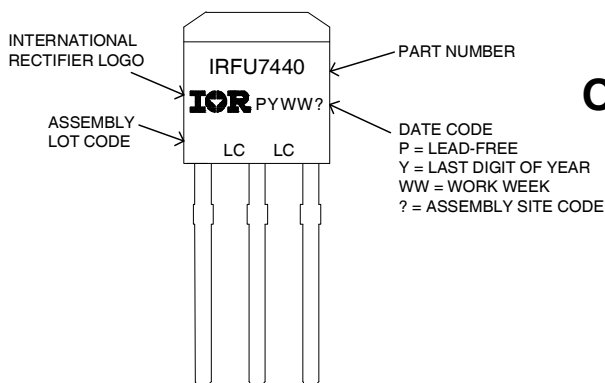 INTERNATIONAL
RECTIFIER LOGO
PART NUMBER
IRFU7440
IOR PYWW?
ASSEMBLY
LOT CODE
LC LC
DATE CODE
P = LEAD-FREE
Y = LAST DIGIT OF YEAR
WW = WORK WEEK
? = ASSEMBLY SITE CODE